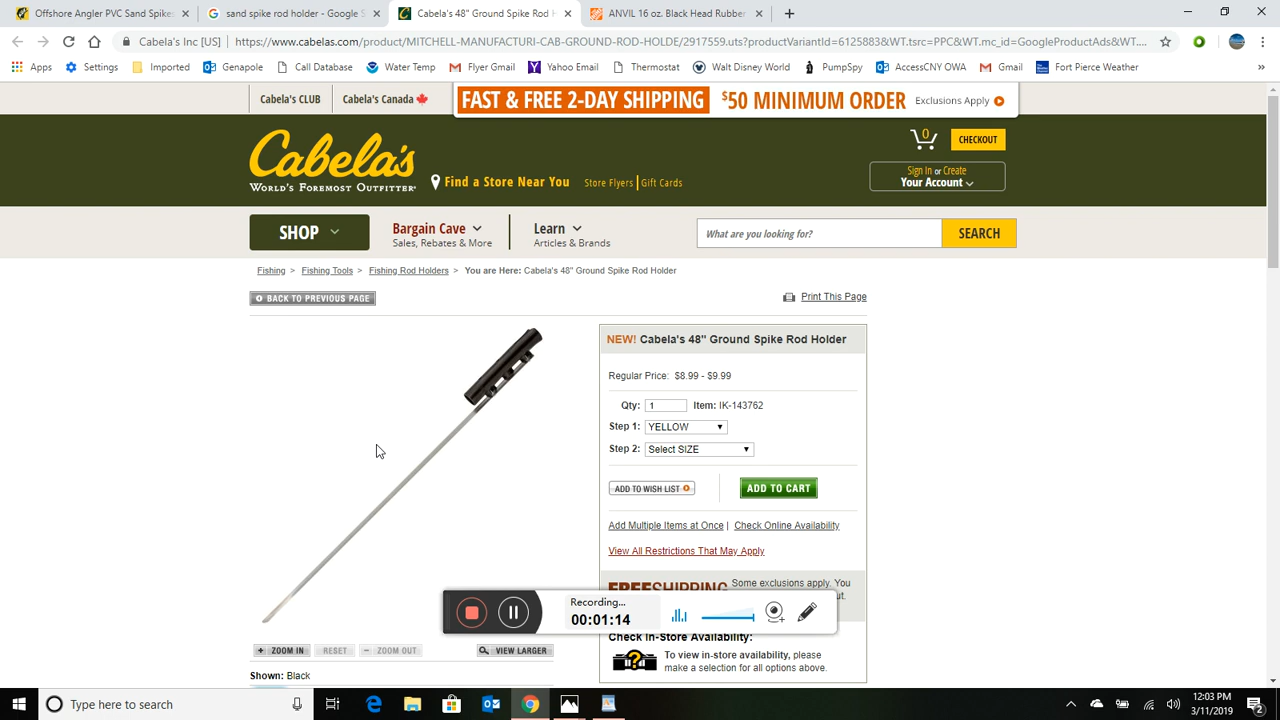 Offshore Angler PVC Sand Spikes
sand spike rod holder - Google S
Cabela's 48" Ground Spike Rod H
ANVIL 16 oz. Black Head Rubber
Cabela's Inc [US] | https://www.cabelas.com/product/MITCHELL-MANUFACTURI-CAB-GROUND-ROD-HOLDE/2917559.uts?productVariantId=6125883&WT.tsrc=PPC&WT.mc_id=GoogleProductAds&WT....
Apps Settings Imported Genapole Call Database Water Temp Flyer Gmail Yahoo Email Thermostat Walt Disney World PumpSpy AccessCNY OWA Gmail Fort Pierce Weather »
Cabela's CLUB Cabela's Canada FAST & FREE 2-DAY SHIPPING $50 MINIMUM ORDER Exclusions Apply
Cabela's
WORLD'S FOREMOST OUTFITTER®
Find a Store Near You Store Flyers | Gift Cards
0 CHECKOUT
Sign In or Create
Your Account
SHOP
Bargain Cave
Sales, Rebates & More
Learn
Articles & Brands
What are you looking for? SEARCH
Fishing > Fishing Tools > Fishing Rod Holders > You are Here: Cabela's 48" Ground Spike Rod Holder
BACK TO PREVIOUS PAGE Print This Page
NEW! Cabela's 48" Ground Spike Rod Holder
Regular Price: $8.99 - $9.99
Qty: 1 Item: IK-143762
Step 1: YELLOW
Step 2: Select SIZE
ADD TO WISH LIST ADD TO CART
Add Multiple Items at Once | Check Online Availability
View All Restrictions That May Apply
FREE SHIPPING Some exclusions apply. You
ut.
Recording...
00:01:14
Check In-Store Availability:
To view in-store availability, please
make a selection for all options above.
ZOOM IN RESET ZOOM OUT VIEW LARGER
Shown: Black
Type here to search
12:03 PM
3/11/2019
2